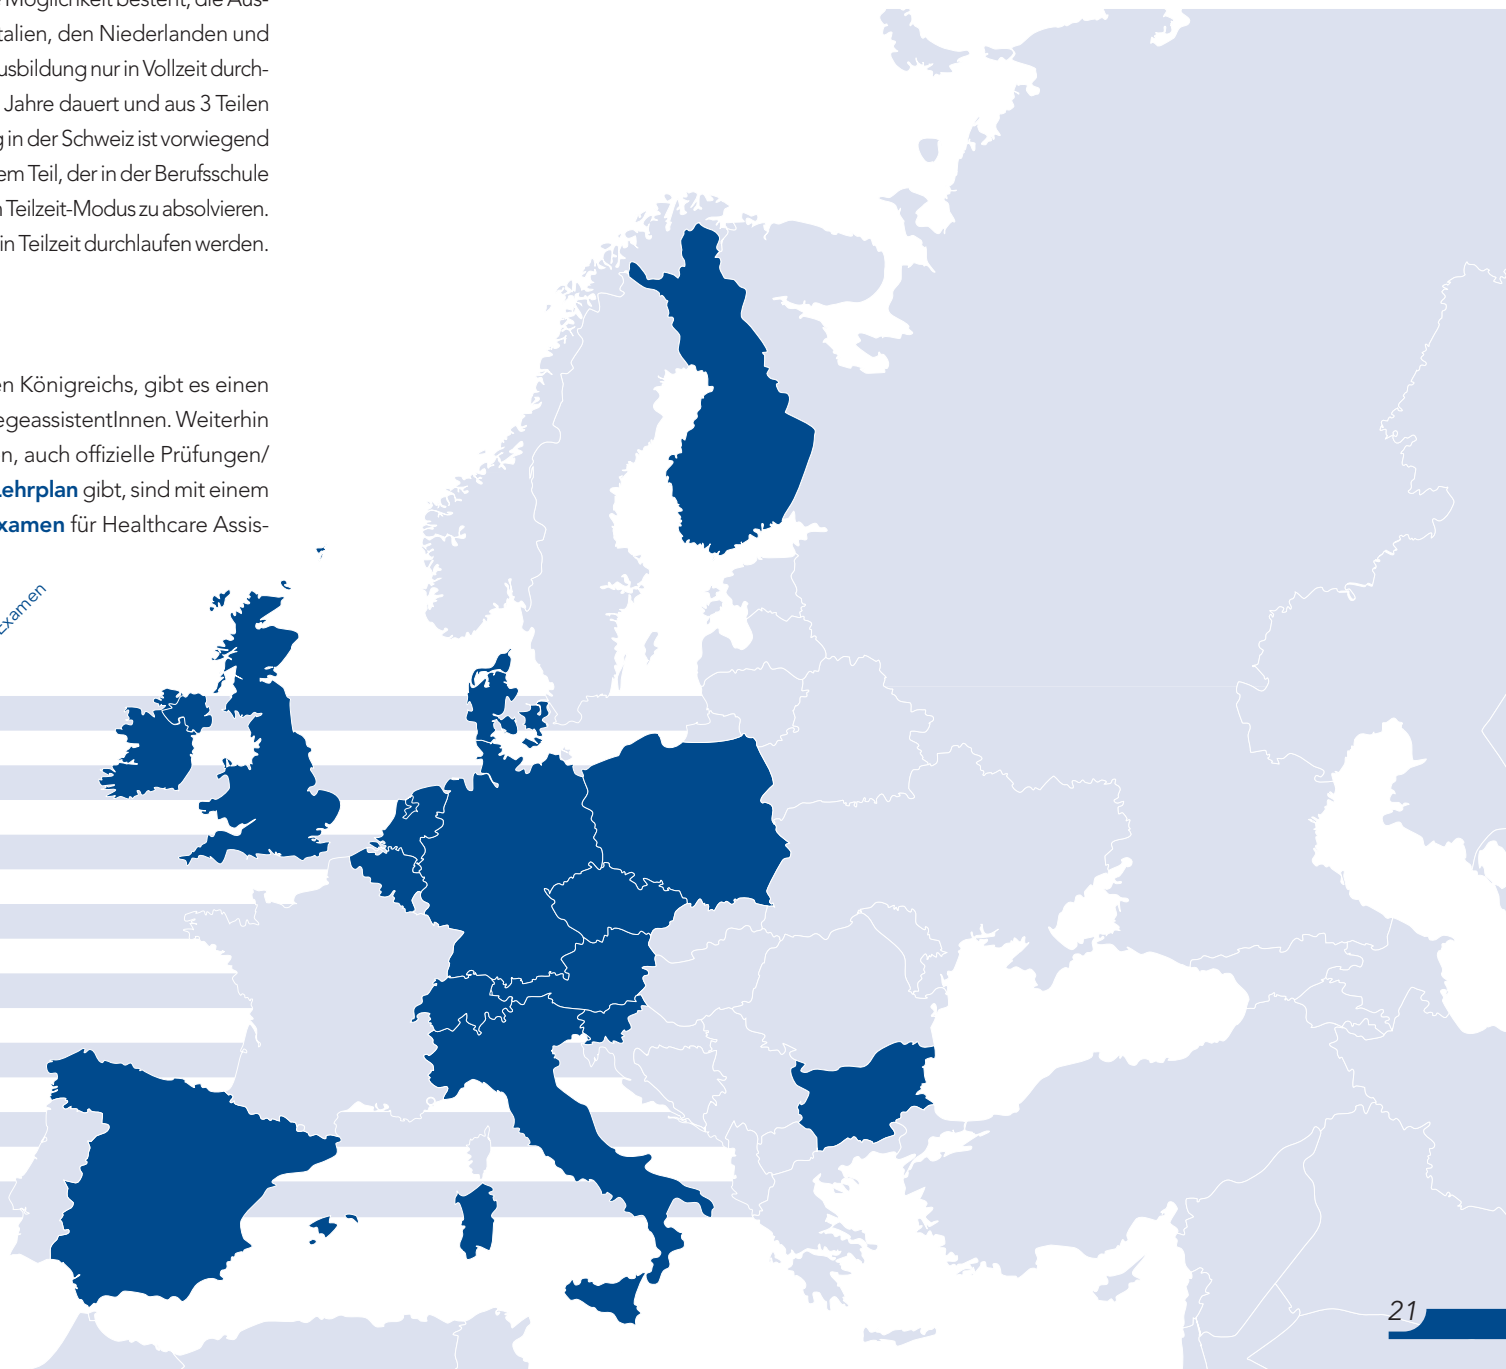 Möglichkeit besteht, die Aus-
talien, den Niederlanden und
usbildung nur in Vollzeit durch-
Jahre dauert und aus 3 Teilen
g in der Schweiz ist vorwiegend
em Teil, der in der Berufsschule
n Teilzeit-Modus zu absolvieren.
in Teilzeit durchlaufen werden.
en Königreichs, gibt es einen
egeassistentInnen. Weiterhin
n, auch offizielle Prüfungen/
Lehrplan gibt, sind mit einem
xamen für Healthcare Assis-
Examen
21